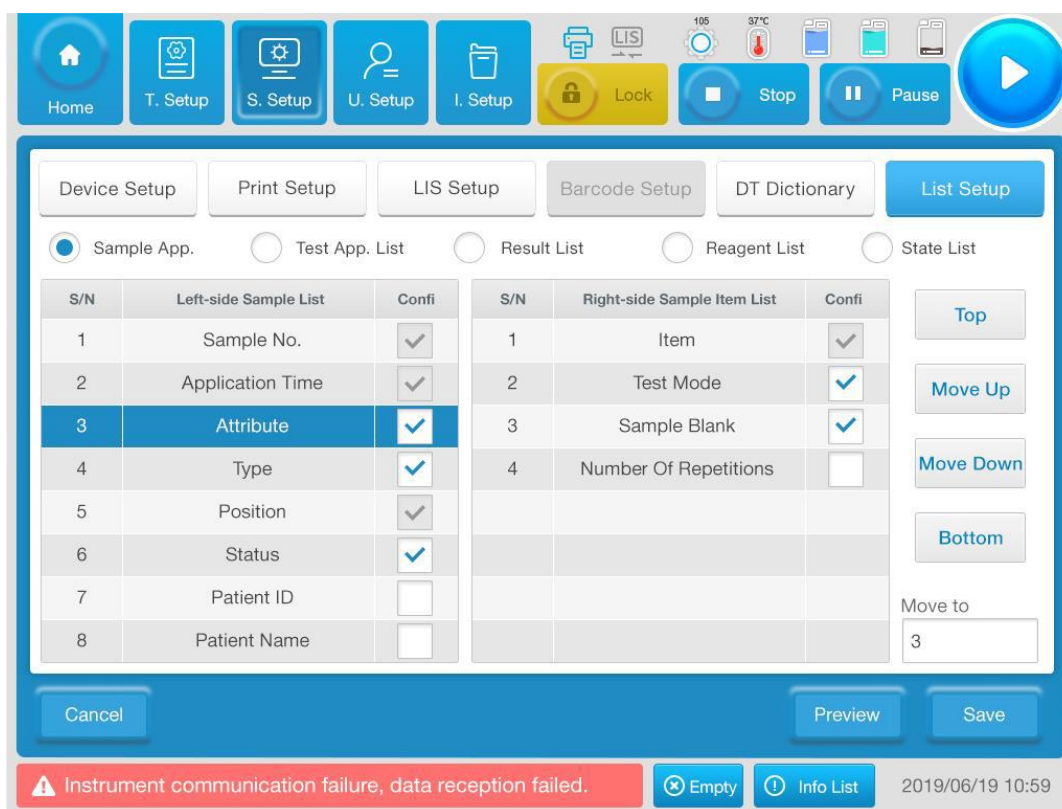 105 37℃
LIS
Home T. Setup S. Setup U. Setup I. Setup Lock Stop Pause
Device Setup Print Setup LIS Setup Barcode Setup DT Dictionary List Setup
Sample App. Test App. List Result List Reagent List State List
S/N Left-side Sample List Confi S/N Right-side Sample Item List Confi
Top
1 Sample No. 1 Item
2 Application Time 2 Test Mode
Move Up
3 Attribute 3 Sample Blank
4 Type 4 Number Of Repetitions
Move Down
5 Position
6 Status
Bottom
7 Patient ID
Move to
8 Patient Name
3
Cancel Preview Save
Instrument communication failure, data reception failed. Empty Info List 2019/06/19 10:59